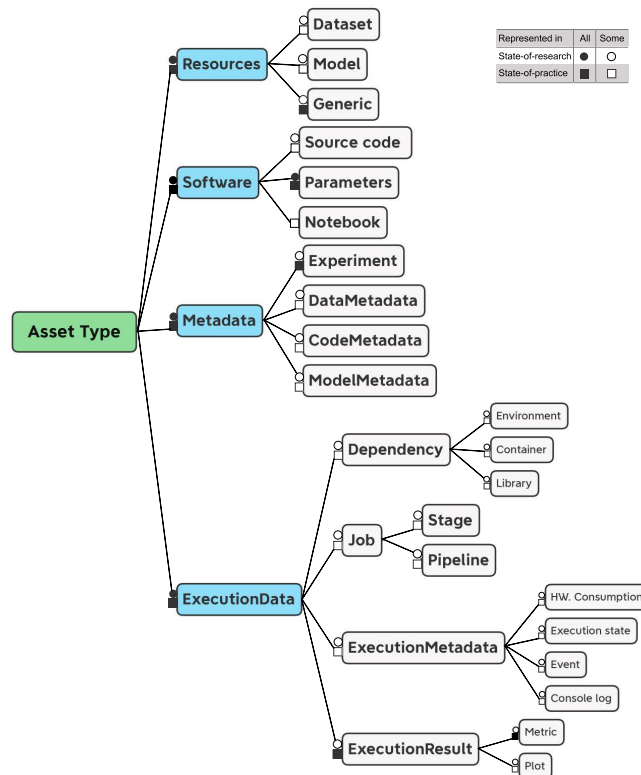 Represented in All Some
State-of-research
State-of-practice
Asset Type
Resources
Dataset
Model
Generic
Software
Source code
Parameters
Notebook
Metadata
Experiment
DataMetadata
CodeMetadata
ModelMetadata
ExecutionData
Dependency
Environment
Container
Library
Job
Stage
Pipeline
ExecutionMetadata
HW. Consumption
Execution state
Event
Console log
ExecutionResult
Metric
Plot